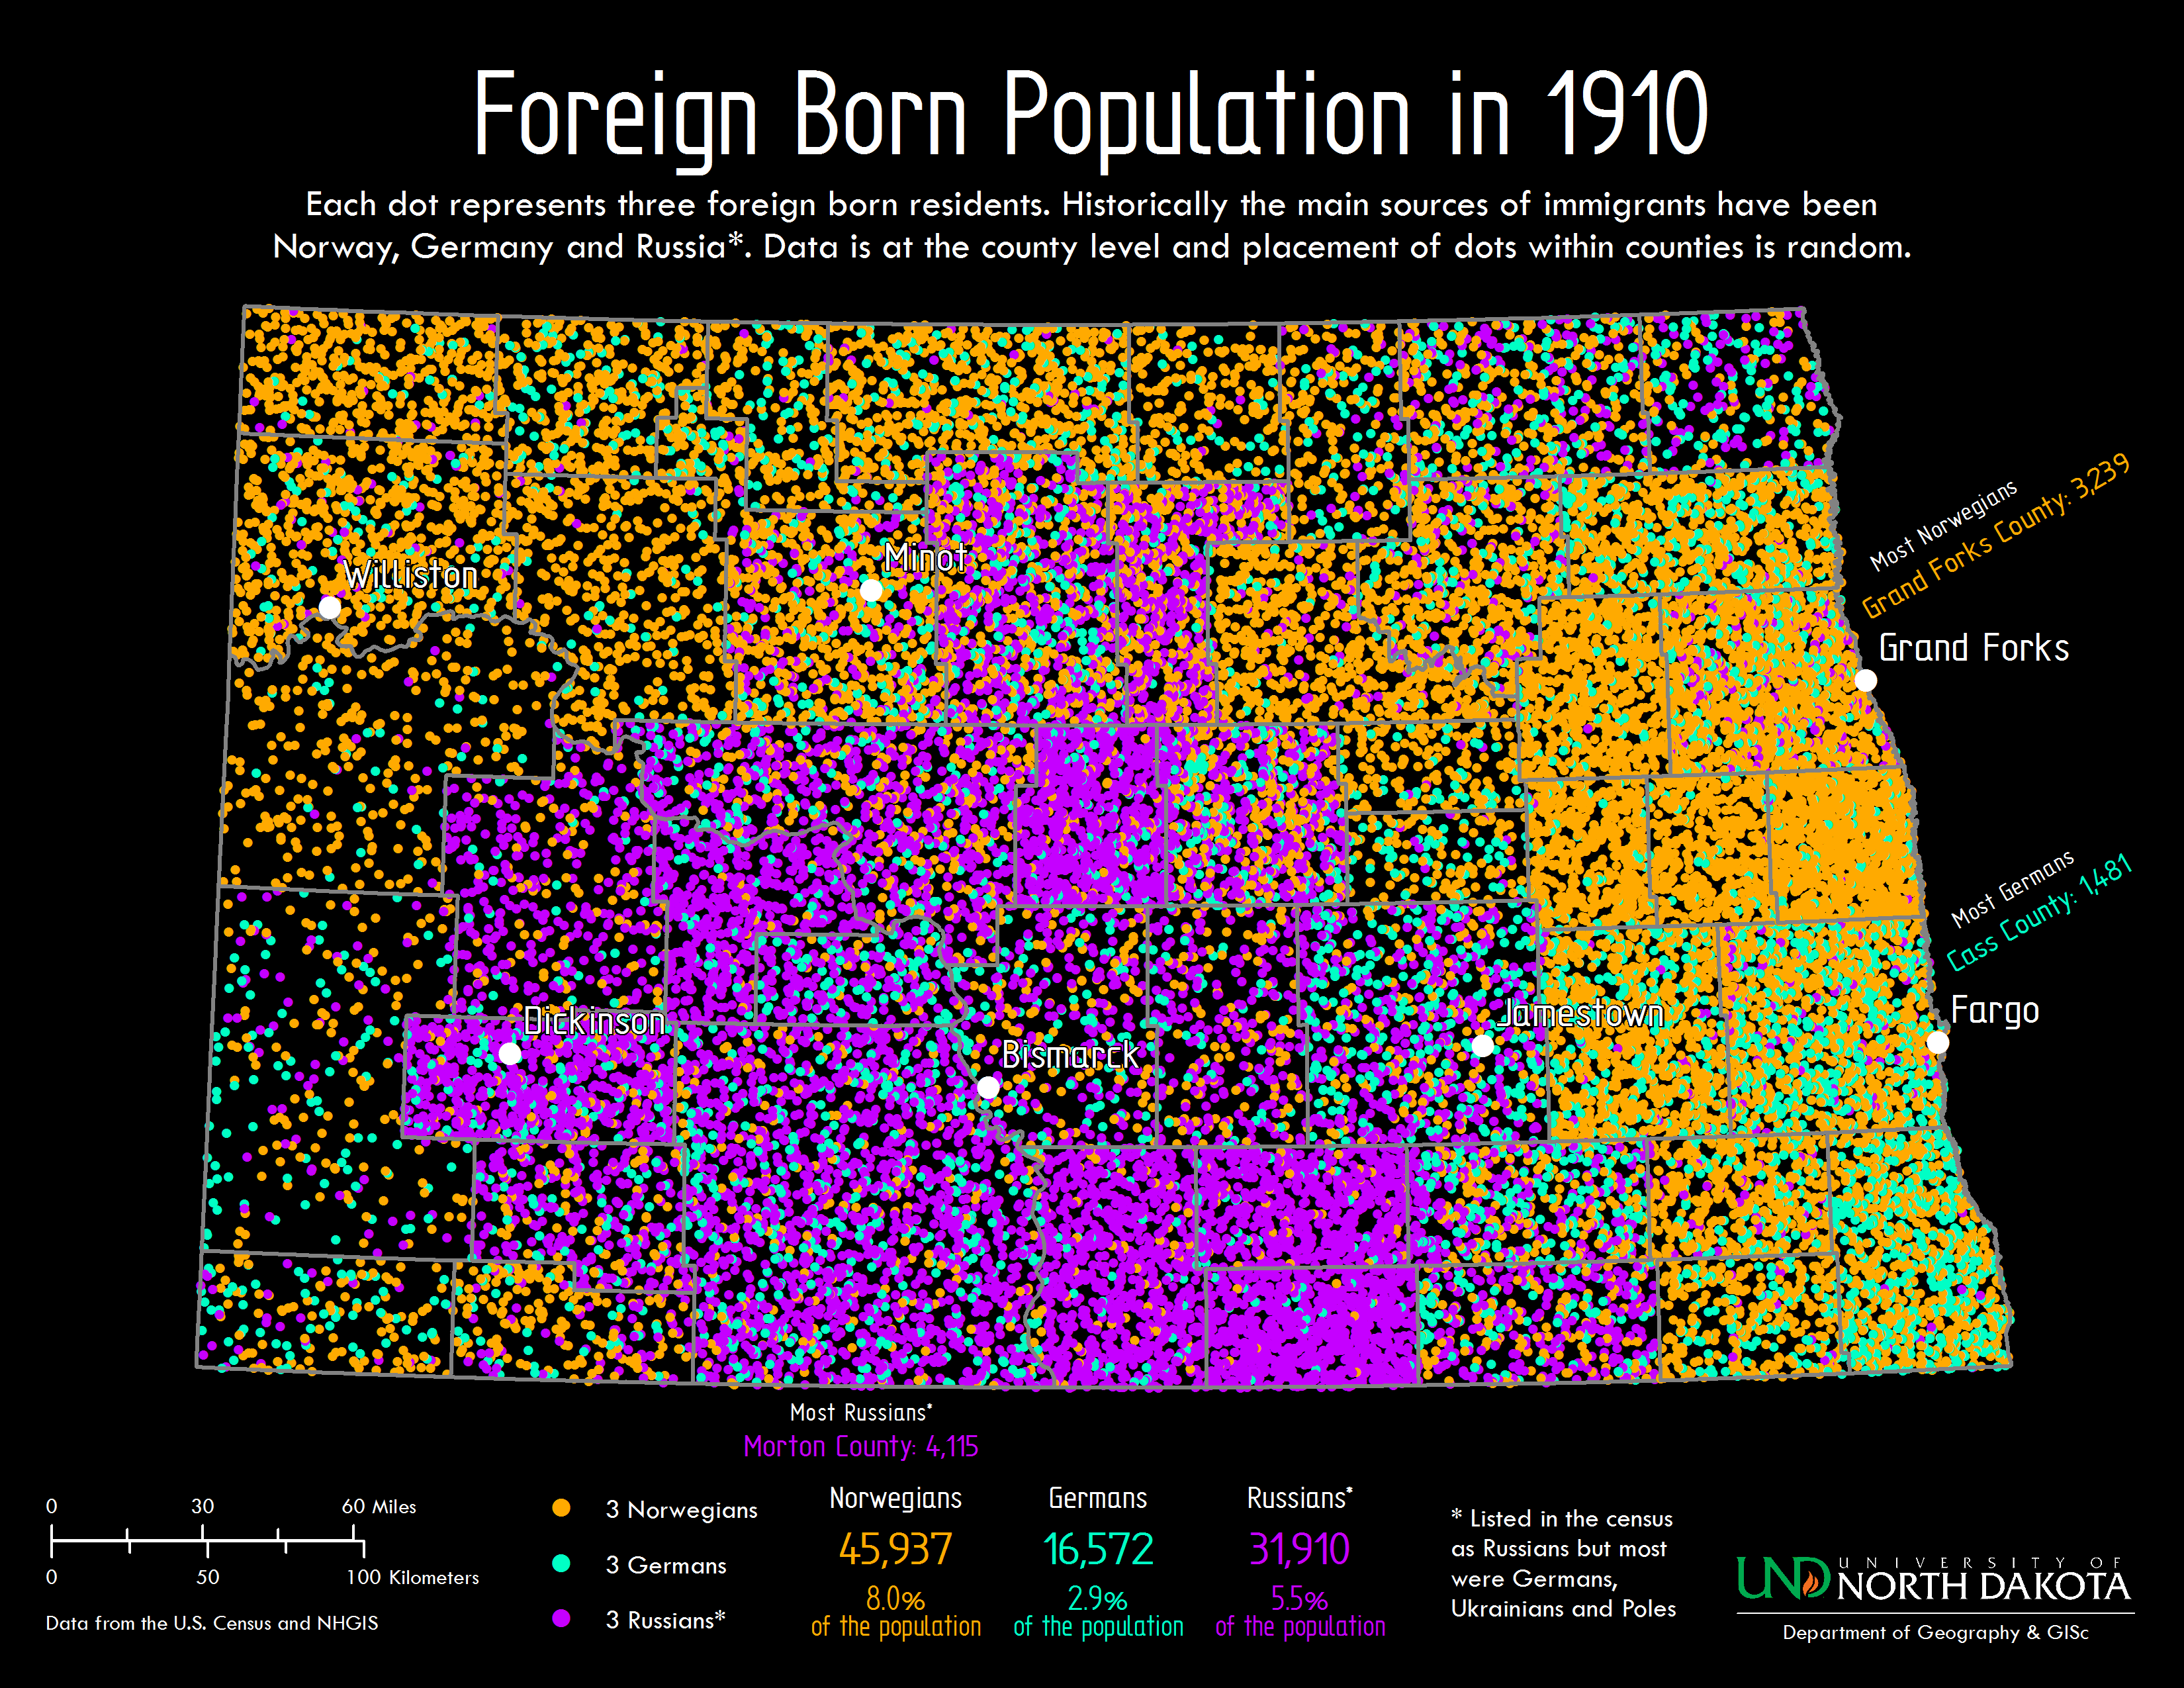 Foreign Born Population in 1910
Each dot represents three foreign born residents. Historically the main sources of immigrants have been
Norway, Germany and Russia*. Data is at the county level and placement of dots within counties is random.
Most Norwegians
Grand Forks County: 3,239
Minot
Williston
Grand Forks
Most Germans
Cass County: 1,481
Fargo
Dickinson
Jamestown
Bismarck
Most Russians*
Morton County: 4,115
0 30 60 Miles
0 50 100 Kilometers
Data from the U.S. Census and NHGIS
3 Norwegians
3 Germans
3 Russians*
Norwegians
45,937
8.0%
of the population
Germans
16,572
2.9%
of the population
Russians*
31,910
5.5%
of the population
* Listed in the census
as Russians but most
were Germans,
Ukrainians and Poles
UND
UNIVERSITY OF
NORTH DAKOTA
Department of Geography & GISc